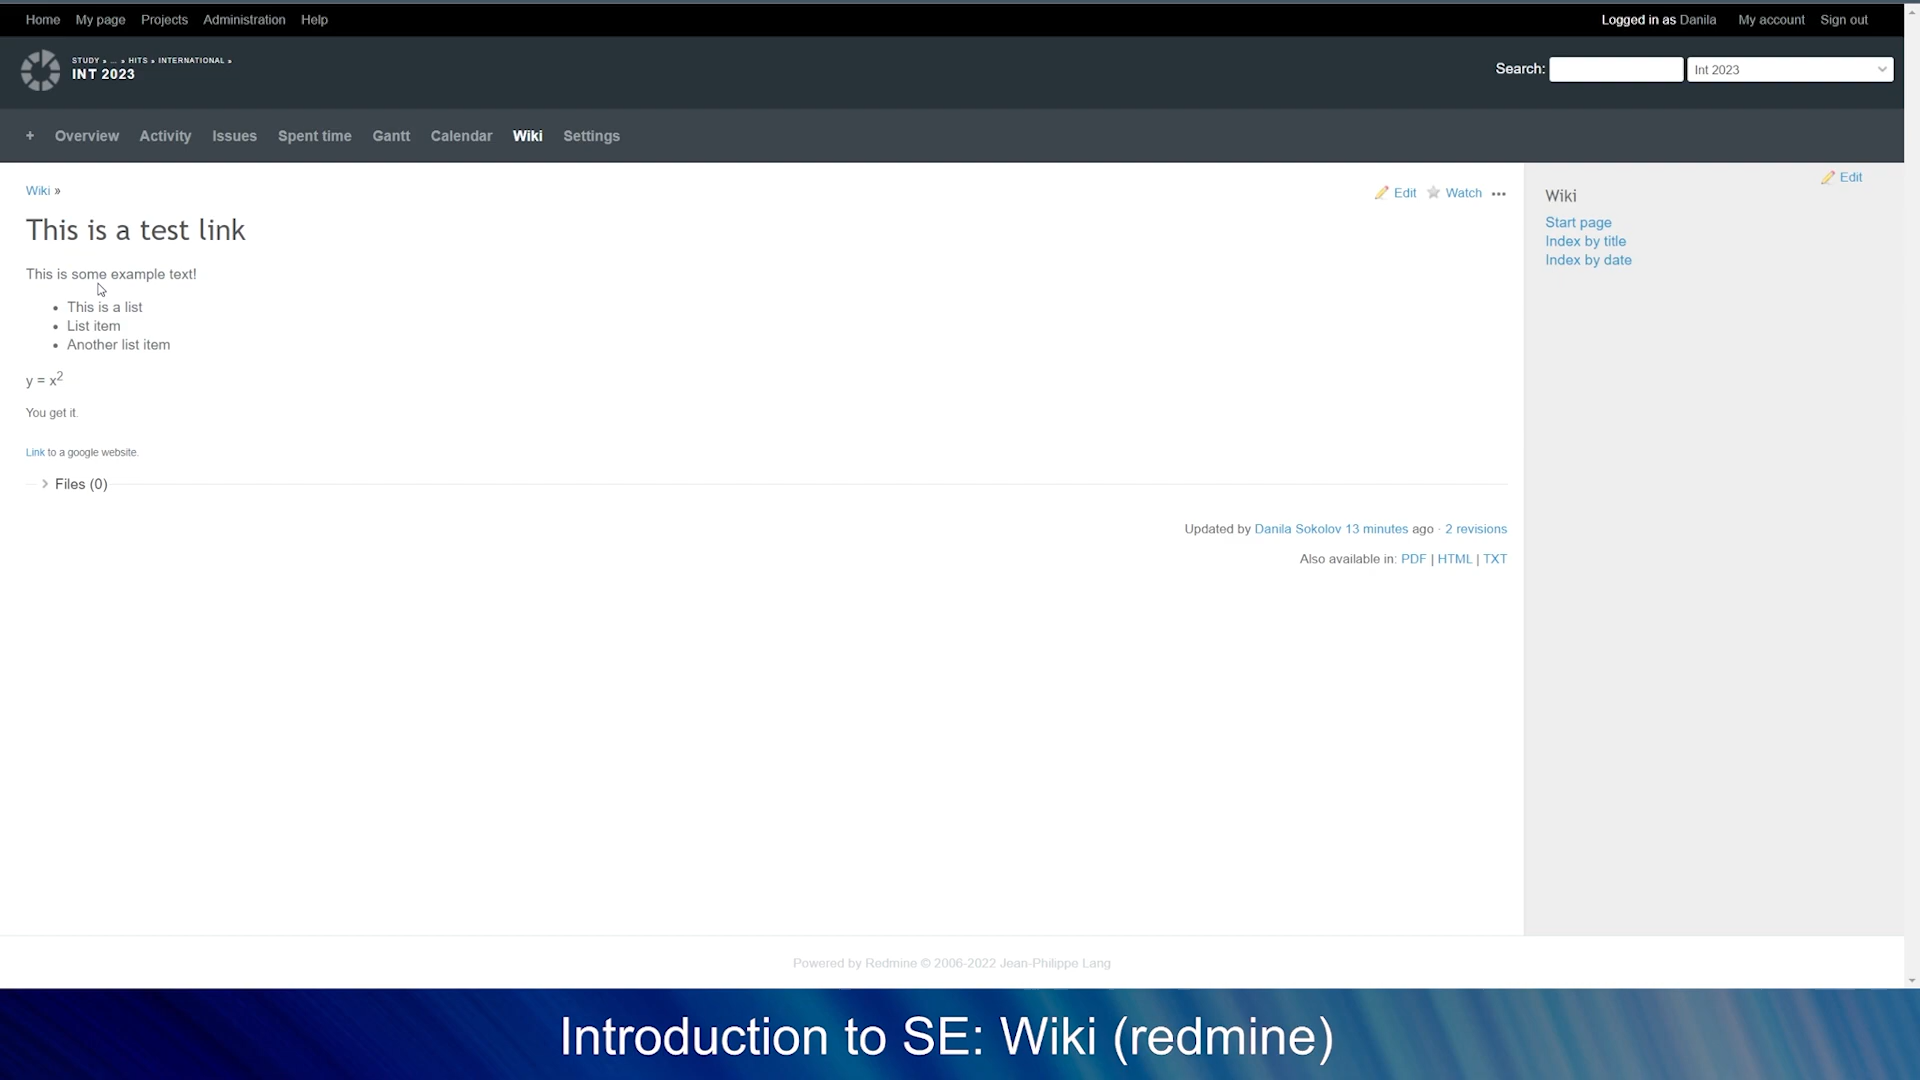 Home My page Projects Administration Help Logged in as Danila My account Sign out
STUDY » ... » HITS » INTERNATIONAL »
INT 2023
Search: Int 2023
+ Overview Activity Issues Spent time Gantt Calendar Wiki Settings
Wiki »
Edit Watch •••
This is a test link
This is some example text!
• This is a list
• List item
• Another list item
y = x²
You get it.
Link to a google website.
Files (0)
Updated by Danila Sokolov 13 minutes ago · 2 revisions
Also available in: PDF | HTML | TXT
Edit
Wiki
Start page
Index by title
Index by date
Powered by Redmine © 2006-2022 Jean-Philippe Lang
Introduction to SE: Wiki (redmine)